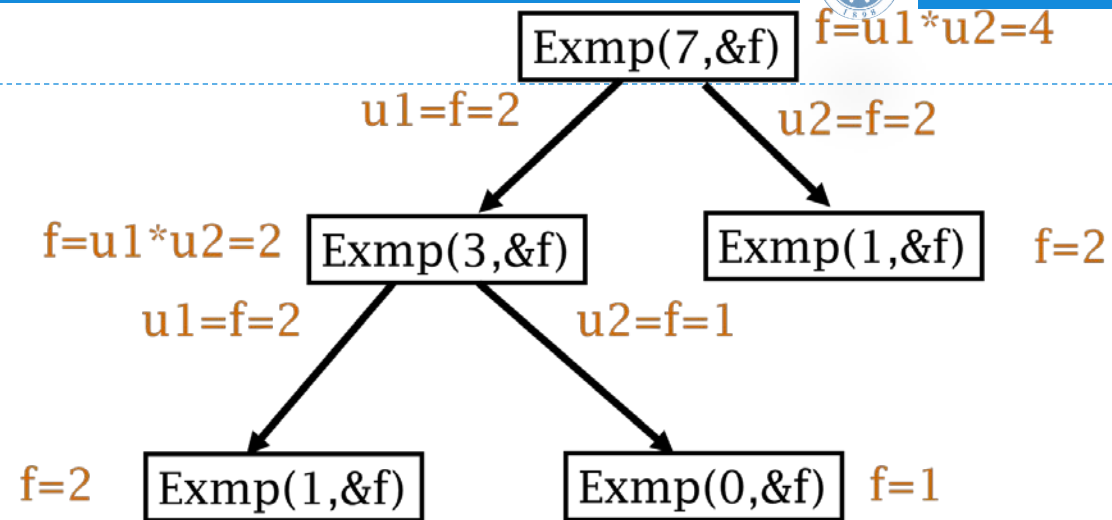 1898
Exmp(7,&f)
f=u1*u2=4
u1=f=2
u2=f=2
f=u1*u2=2
Exmp(3,&f)
Exmp(1,&f)
f=2
u1=f=2
u2=f=1
f=2
Exmp(1,&f)
Exmp(0,&f)
f=1